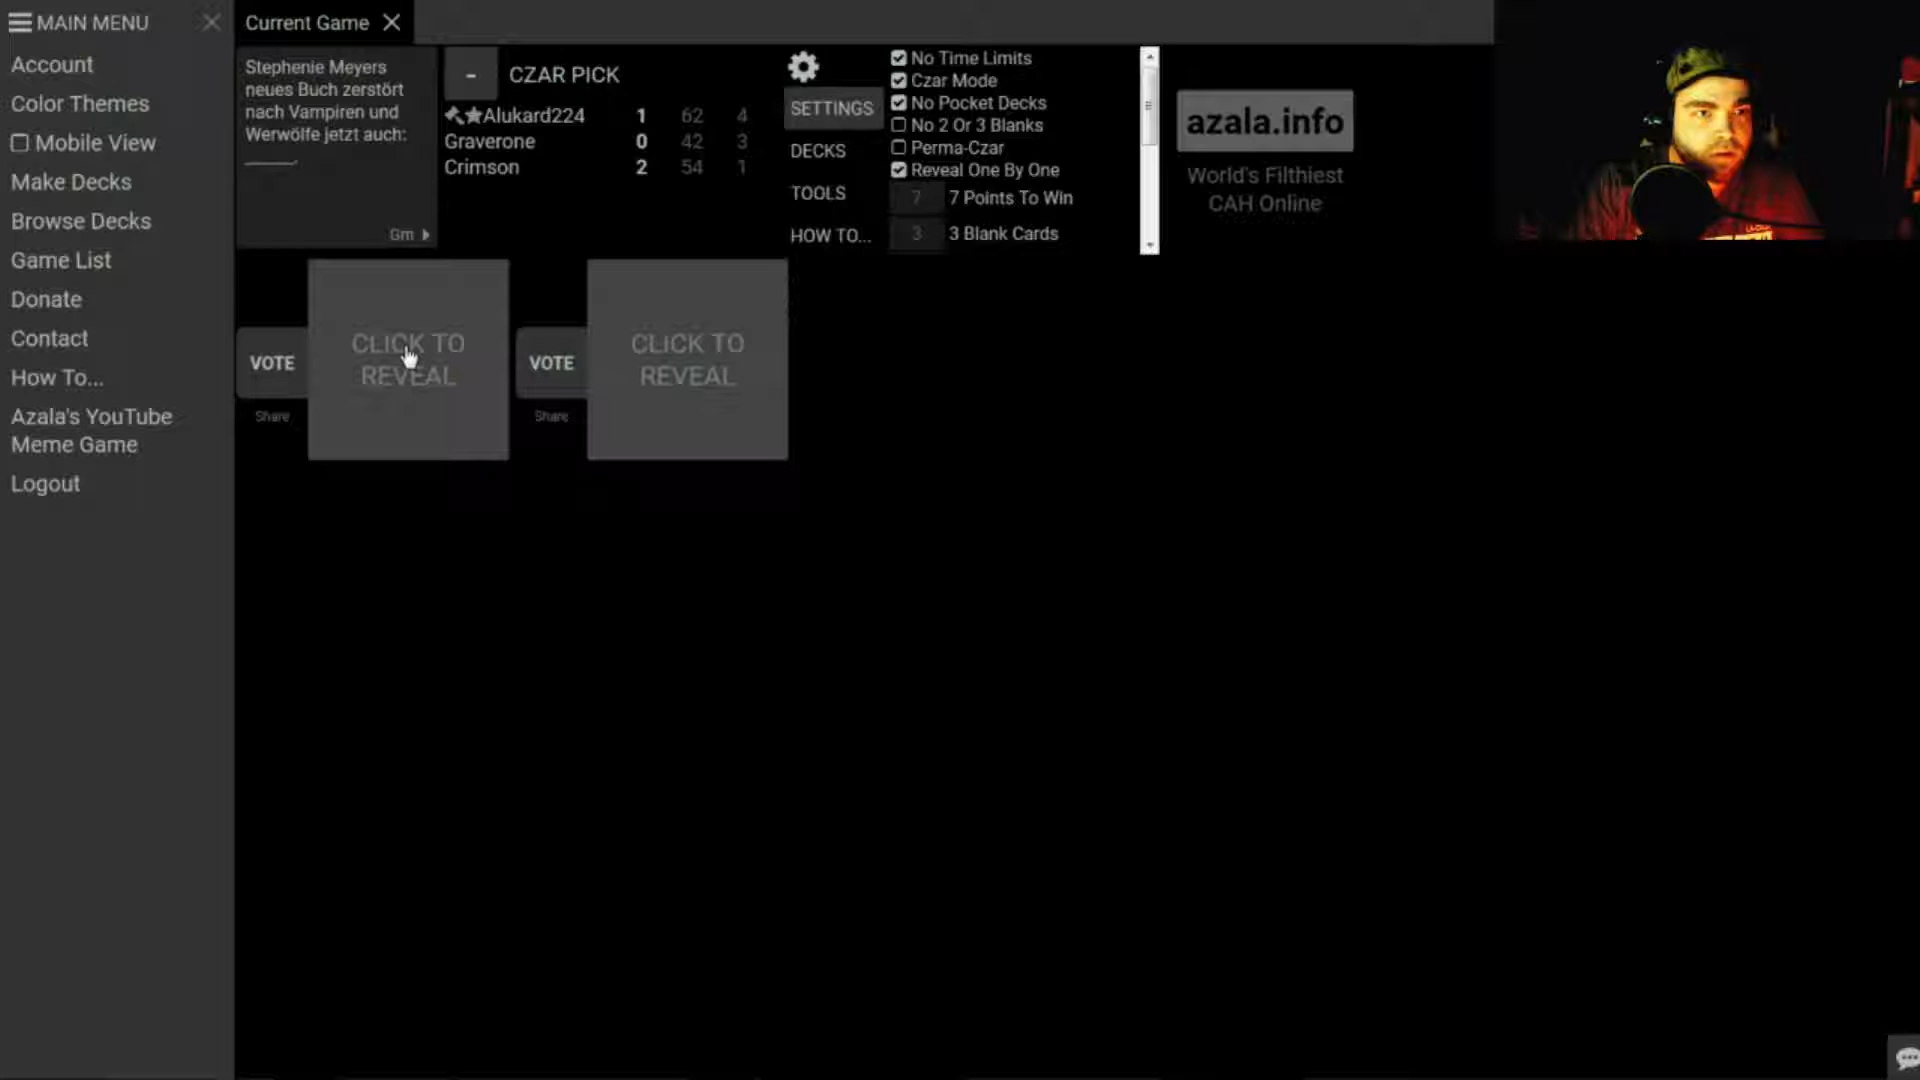 MAIN MENU
Account
Color Themes
Mobile View
Make Decks
Browse Decks
Game List
Donate
Contact
How To...
Azala's YouTube
Meme Game
Logout
Current Game
Stephenie Meyers
neues Buch zerstört
nach Vampiren und
Werwölfe jetzt auch:
______.
Gm
-
CZAR PICK
Alukard224 1 62 4
Graverone 0 42 3
Crimson 2 54 1
SETTINGS
DECKS
TOOLS
HOW TO...
No Time Limits
Czar Mode
No Pocket Decks
No 2 Or 3 Blanks
Perma-Czar
Reveal One By One
7 7 Points To Win
3 3 Blank Cards
azala.info
World's Filthiest
CAH Online
VOTE
Share
CLICK TO
REVEAL
VOTE
Share
CLICK TO
REVEAL